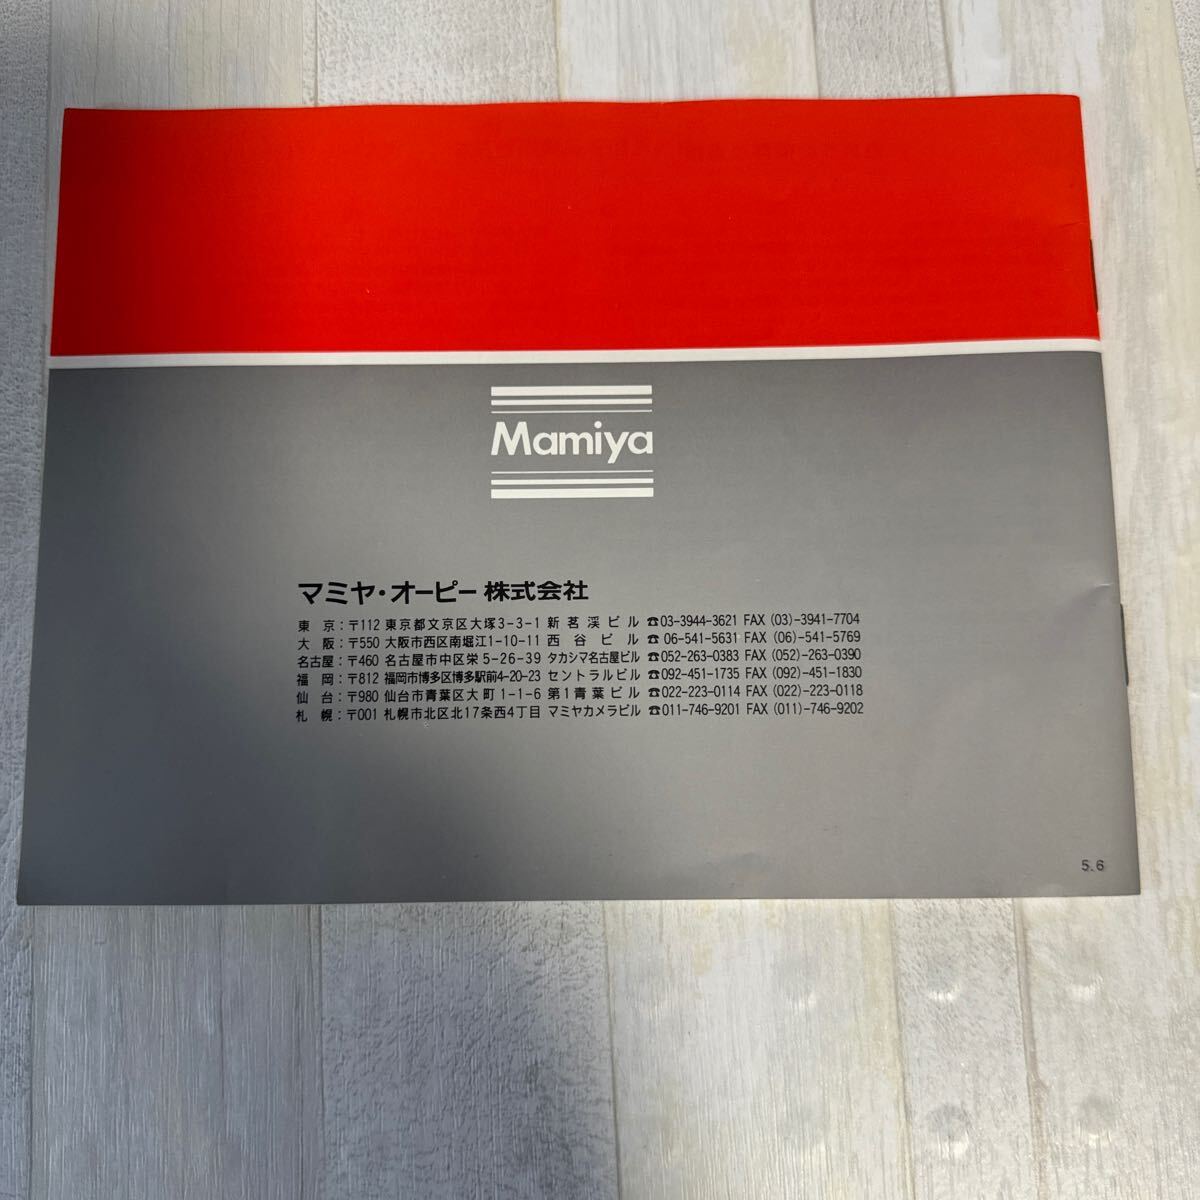 Mamiya
マミヤ・オーピー 株式会社
東京：〒112 東京都文京区大塚3-3-1 新茗渓ビル ☎03-3944-3621 FAX (03)-3941-7704
大阪：〒550 大阪市西区南堀江1-10-11 西谷ビル ☎ 06-541-5631 FAX (06)-541-5769
名古屋：〒460 名古屋市中区栄5-26-39 タカシマ名古屋ビル ☎052-263-0383 FAX (052)-263-0390
福岡：〒812 福岡市博多区博多駅前4-20-23 セントラルビル ☎092-451-1735 FAX (092)-451-1830
仙台：〒980 仙台市青葉区大町1-1-6 第1青葉ビル ☎022-223-0114 FAX (022)-223-0118
札幌：〒001 札幌市北区北17条西4丁目 マミヤカメラビル ☎011-746-9201 FAX (011)-746-9202
5.6